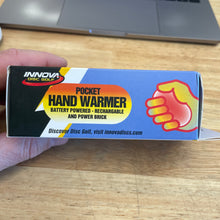 INNOVA
DISC GOLF
POCKET
HAND WARMER
BATTERY POWERED - RECHARGEABLE
AND POWER BRICK
Discover Disc Golf, visit innovadiscs.com